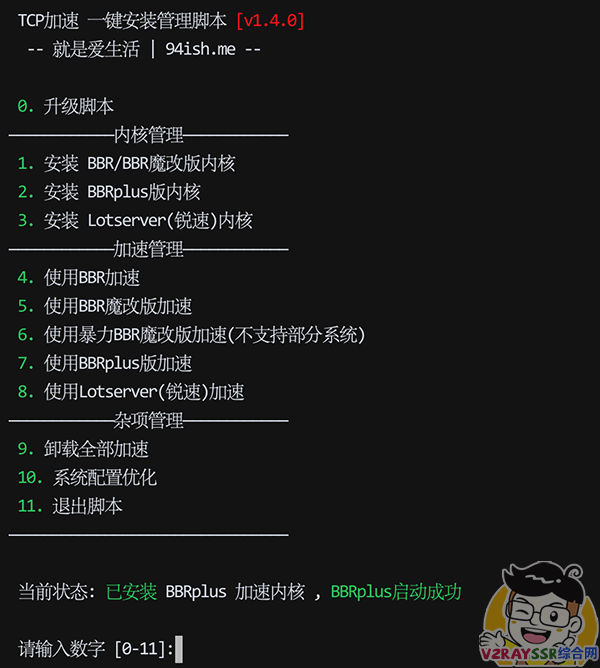 TCP加速 一键安装管理脚本 [v1.4.0]
-- 就是爱生活 | 94ish.me --
0. 升级脚本
————————————内核管理————————————
1. 安装 BBR/BBR魔改版内核
2. 安装 BBRplus版内核
3. 安装 Lotserver(锐速)内核
————————————加速管理————————————
4. 使用BBR加速
5. 使用BBR魔改版加速
6. 使用暴力BBR魔改版加速(不支持部分系统)
7. 使用BBRplus版加速
8. 使用Lotserver(锐速)加速
————————————杂项管理————————————
9. 卸载全部加速
10. 系统配置优化
11. 退出脚本
————————————————————————————————
当前状态: 已安装 BBRplus 加速内核 , BBRplus启动成功
请输入数字 [0-11]:
V2RAYSSR综合网